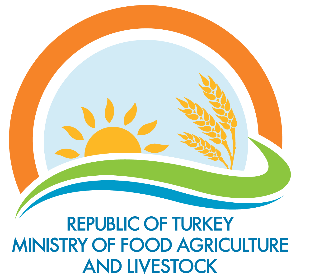 REPUBLIC OF TURKEY
MINISTRY OF FOOD AGRICULTURE
AND LIVESTOCK